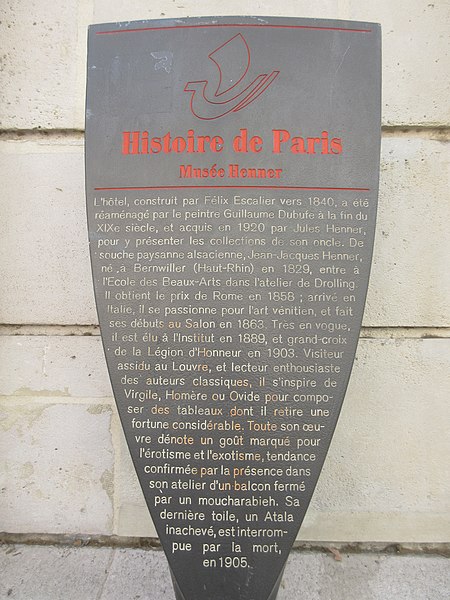 Histoire de Paris
Musée Henner
L'hôtel, construit par Félix Escalier vers 1840, a été
réaménagé par le peintre Guillaume Dubufe à la fin du
XIXe siècle, et acquis en 1920 par Jules Henner,
pour y présenter les collections de son oncle. De
souche paysanne alsacienne, Jean-Jacques Henner,
né à Bernwiller (Haut-Rhin) en 1829, entre à
l'Ecole des Beaux-Arts dans l'atelier de Drolling.
Il obtient le prix de Rome en 1858 ; arrivé en
Italie, il se passionne pour l'art vénitien, et fait
ses débuts au Salon en 1863. Très en vogue,
il est élu à l'Institut en 1889, et grand-croix
de la Légion d'Honneur en 1903. Visiteur
assidu au Louvre, et lecteur enthousiaste
des auteurs classiques, il s'inspire de
Virgile, Homère ou Ovide pour compo-
ser des tableaux dont il retire une
fortune considérable. Toute son œu-
vre dénote un goût marqué pour
l'érotisme et l'exotisme, tendance
confirmée par la présence dans
son atelier d'un balcon fermé
par un moucharabieh. Sa
dernière toile, un Atala
inachevé, est interrom-
pue par la mort,
en 1905.